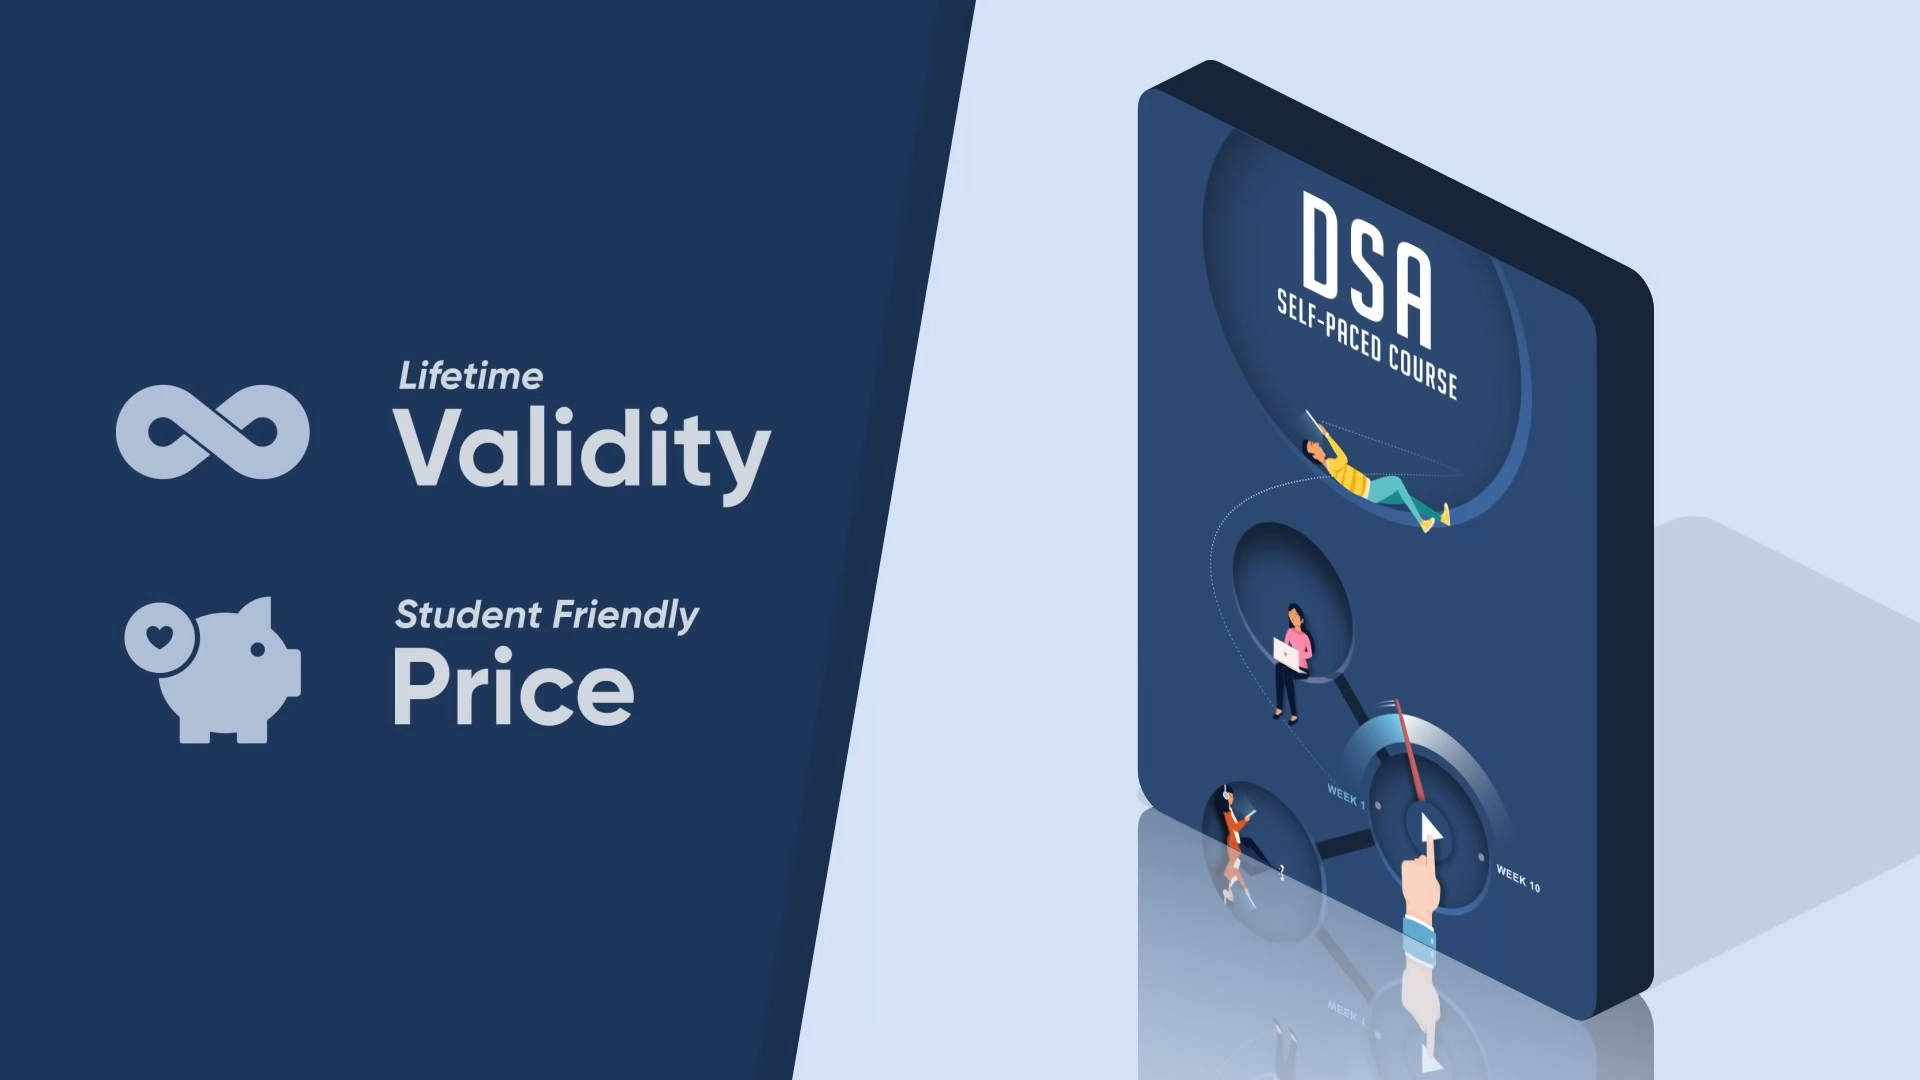 Lifetime
Validity
Student Friendly
Price
DSA
SELF-PACED COURSE
WEEK 1
WEEK 10
?